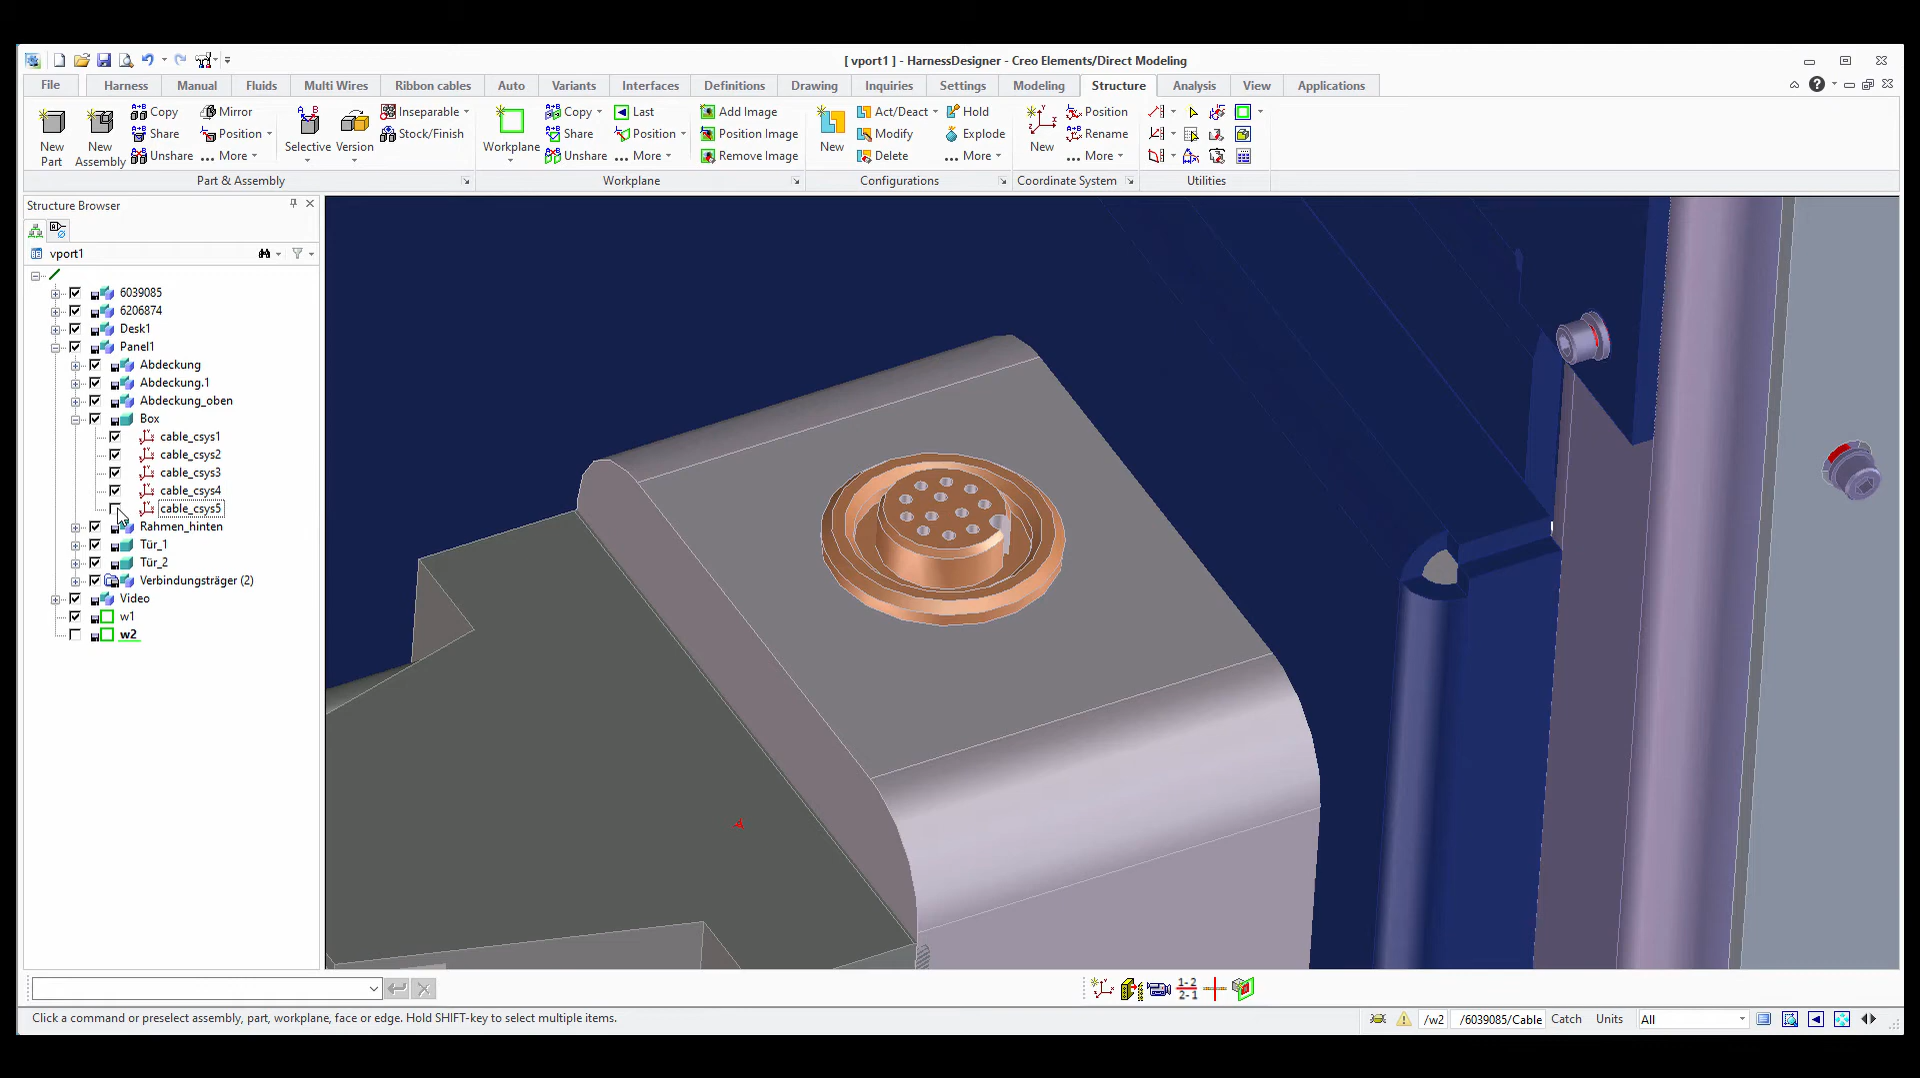 [ vport1 ] - HarnessDesigner - Creo Elements/Direct Modeling
File Harness Manual Fluids Multi Wires Ribbon cables Auto Variants Interfaces Definitions Drawing Inquiries Settings Modeling Structure Analysis View Applications
New Part
New Assembly
Copy
Share
Unshare
Mirror
Position
... More
Selective
Version
Inseparable
Stock/Finish
Part & Assembly
Workplane
Copy
Share
Unshare
Last
Position
... More
Add Image
Position Image
Remove Image
Workplane
New
Act/Deact
Modify
Delete
Hold
Explode
... More
Configurations
New
Position
Rename
... More
Coordinate System
Utilities
Structure Browser
vport1
6039085
6206874
Desk1
Panel1
Abdeckung
Abdeckung.1
Abdeckung_oben
Box
cable_csys1
cable_csys2
cable_csys3
cable_csys4
cable_csys5
Rahmen_hinten
Tür_1
Tür_2
Verbindungsträger (2)
Video
w1
w2
1-2
2-1
Click a command or preselect assembly, part, workplane, face or edge. Hold SHIFT-key to select multiple items.
/w2 /6039085/Cable Catch Units All